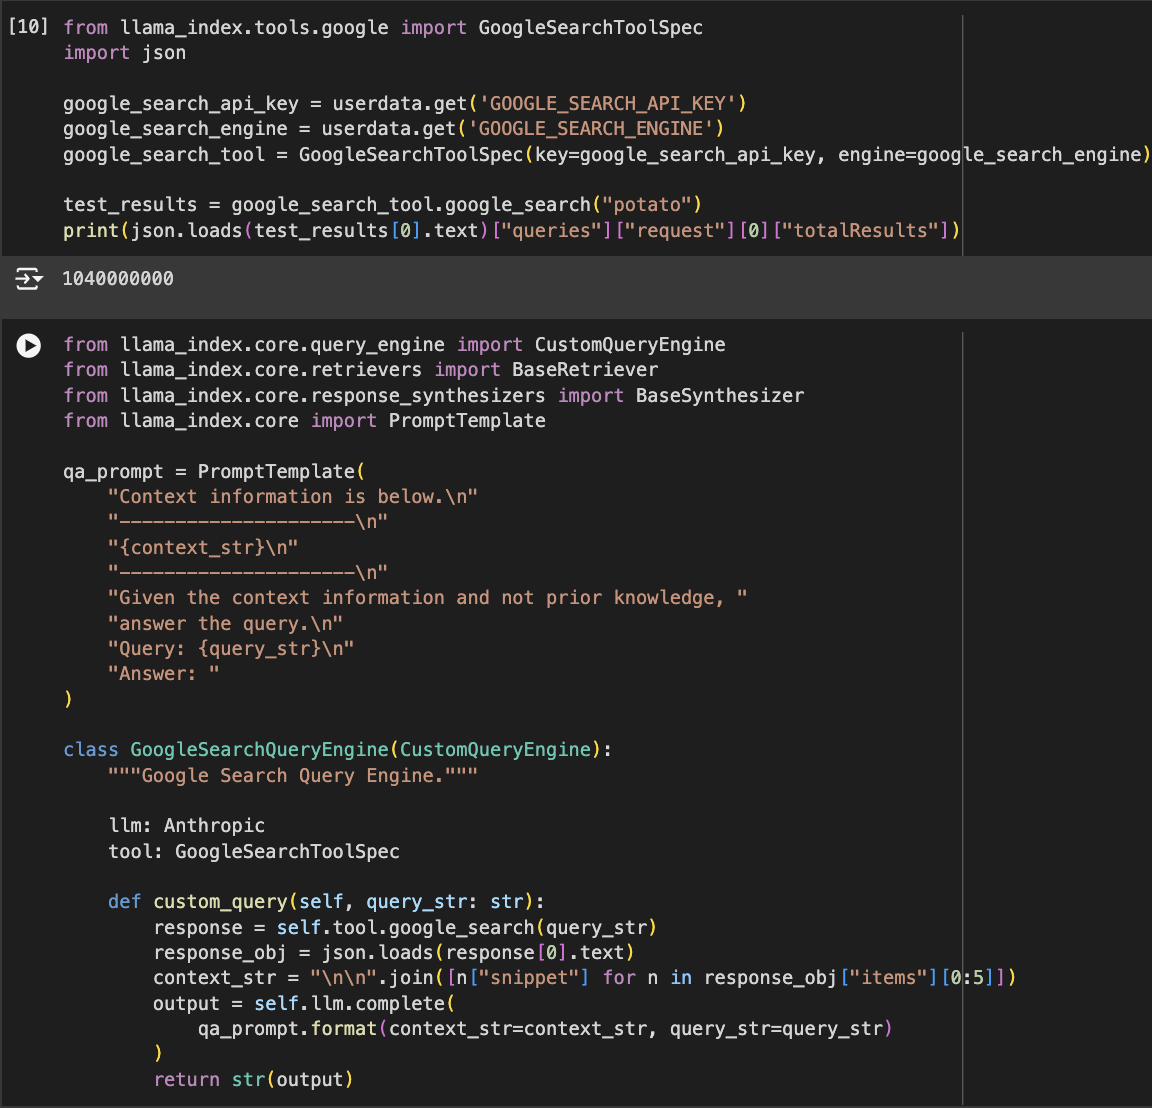 [10] from llama_index.tools.google import GoogleSearchToolSpec
import json
google_search_api_key = userdata.get('GOOGLE_SEARCH_API_KEY')
google_search_engine = userdata.get('GOOGLE_SEARCH_ENGINE')
google_search_tool = GoogleSearchToolSpec(key=google_search_api_key, engine=google_search_engine)
test_results = google_search_tool.google_search("potato")
print(json.loads(test_results[0].text)["queries"]["request"][0]["totalResults"])
1040000000
from llama_index.core.query_engine import CustomQueryEngine
from llama_index.core.retrievers import BaseRetriever
from llama_index.core.response_synthesizers import BaseSynthesizer
from llama_index.core import PromptTemplate
qa_prompt = PromptTemplate(
    "Context information is below.\n"
    "---------------------\n"
    "{context_str}\n"
    "---------------------\n"
    "Given the context information and not prior knowledge, "
    "answer the query.\n"
    "Query: {query_str}\n"
    "Answer: "
)
class GoogleSearchQueryEngine(CustomQueryEngine):
    """Google Search Query Engine."""
    llm: Anthropic
    tool: GoogleSearchToolSpec
    def custom_query(self, query_str: str):
        response = self.tool.google_search(query_str)
        response_obj = json.loads(response[0].text)
        context_str = "\n\n".join([n["snippet"] for n in response_obj["items"][0:5]])
        output = self.llm.complete(
            qa_prompt.format(context_str=context_str, query_str=query_str)
        )
        return str(output)